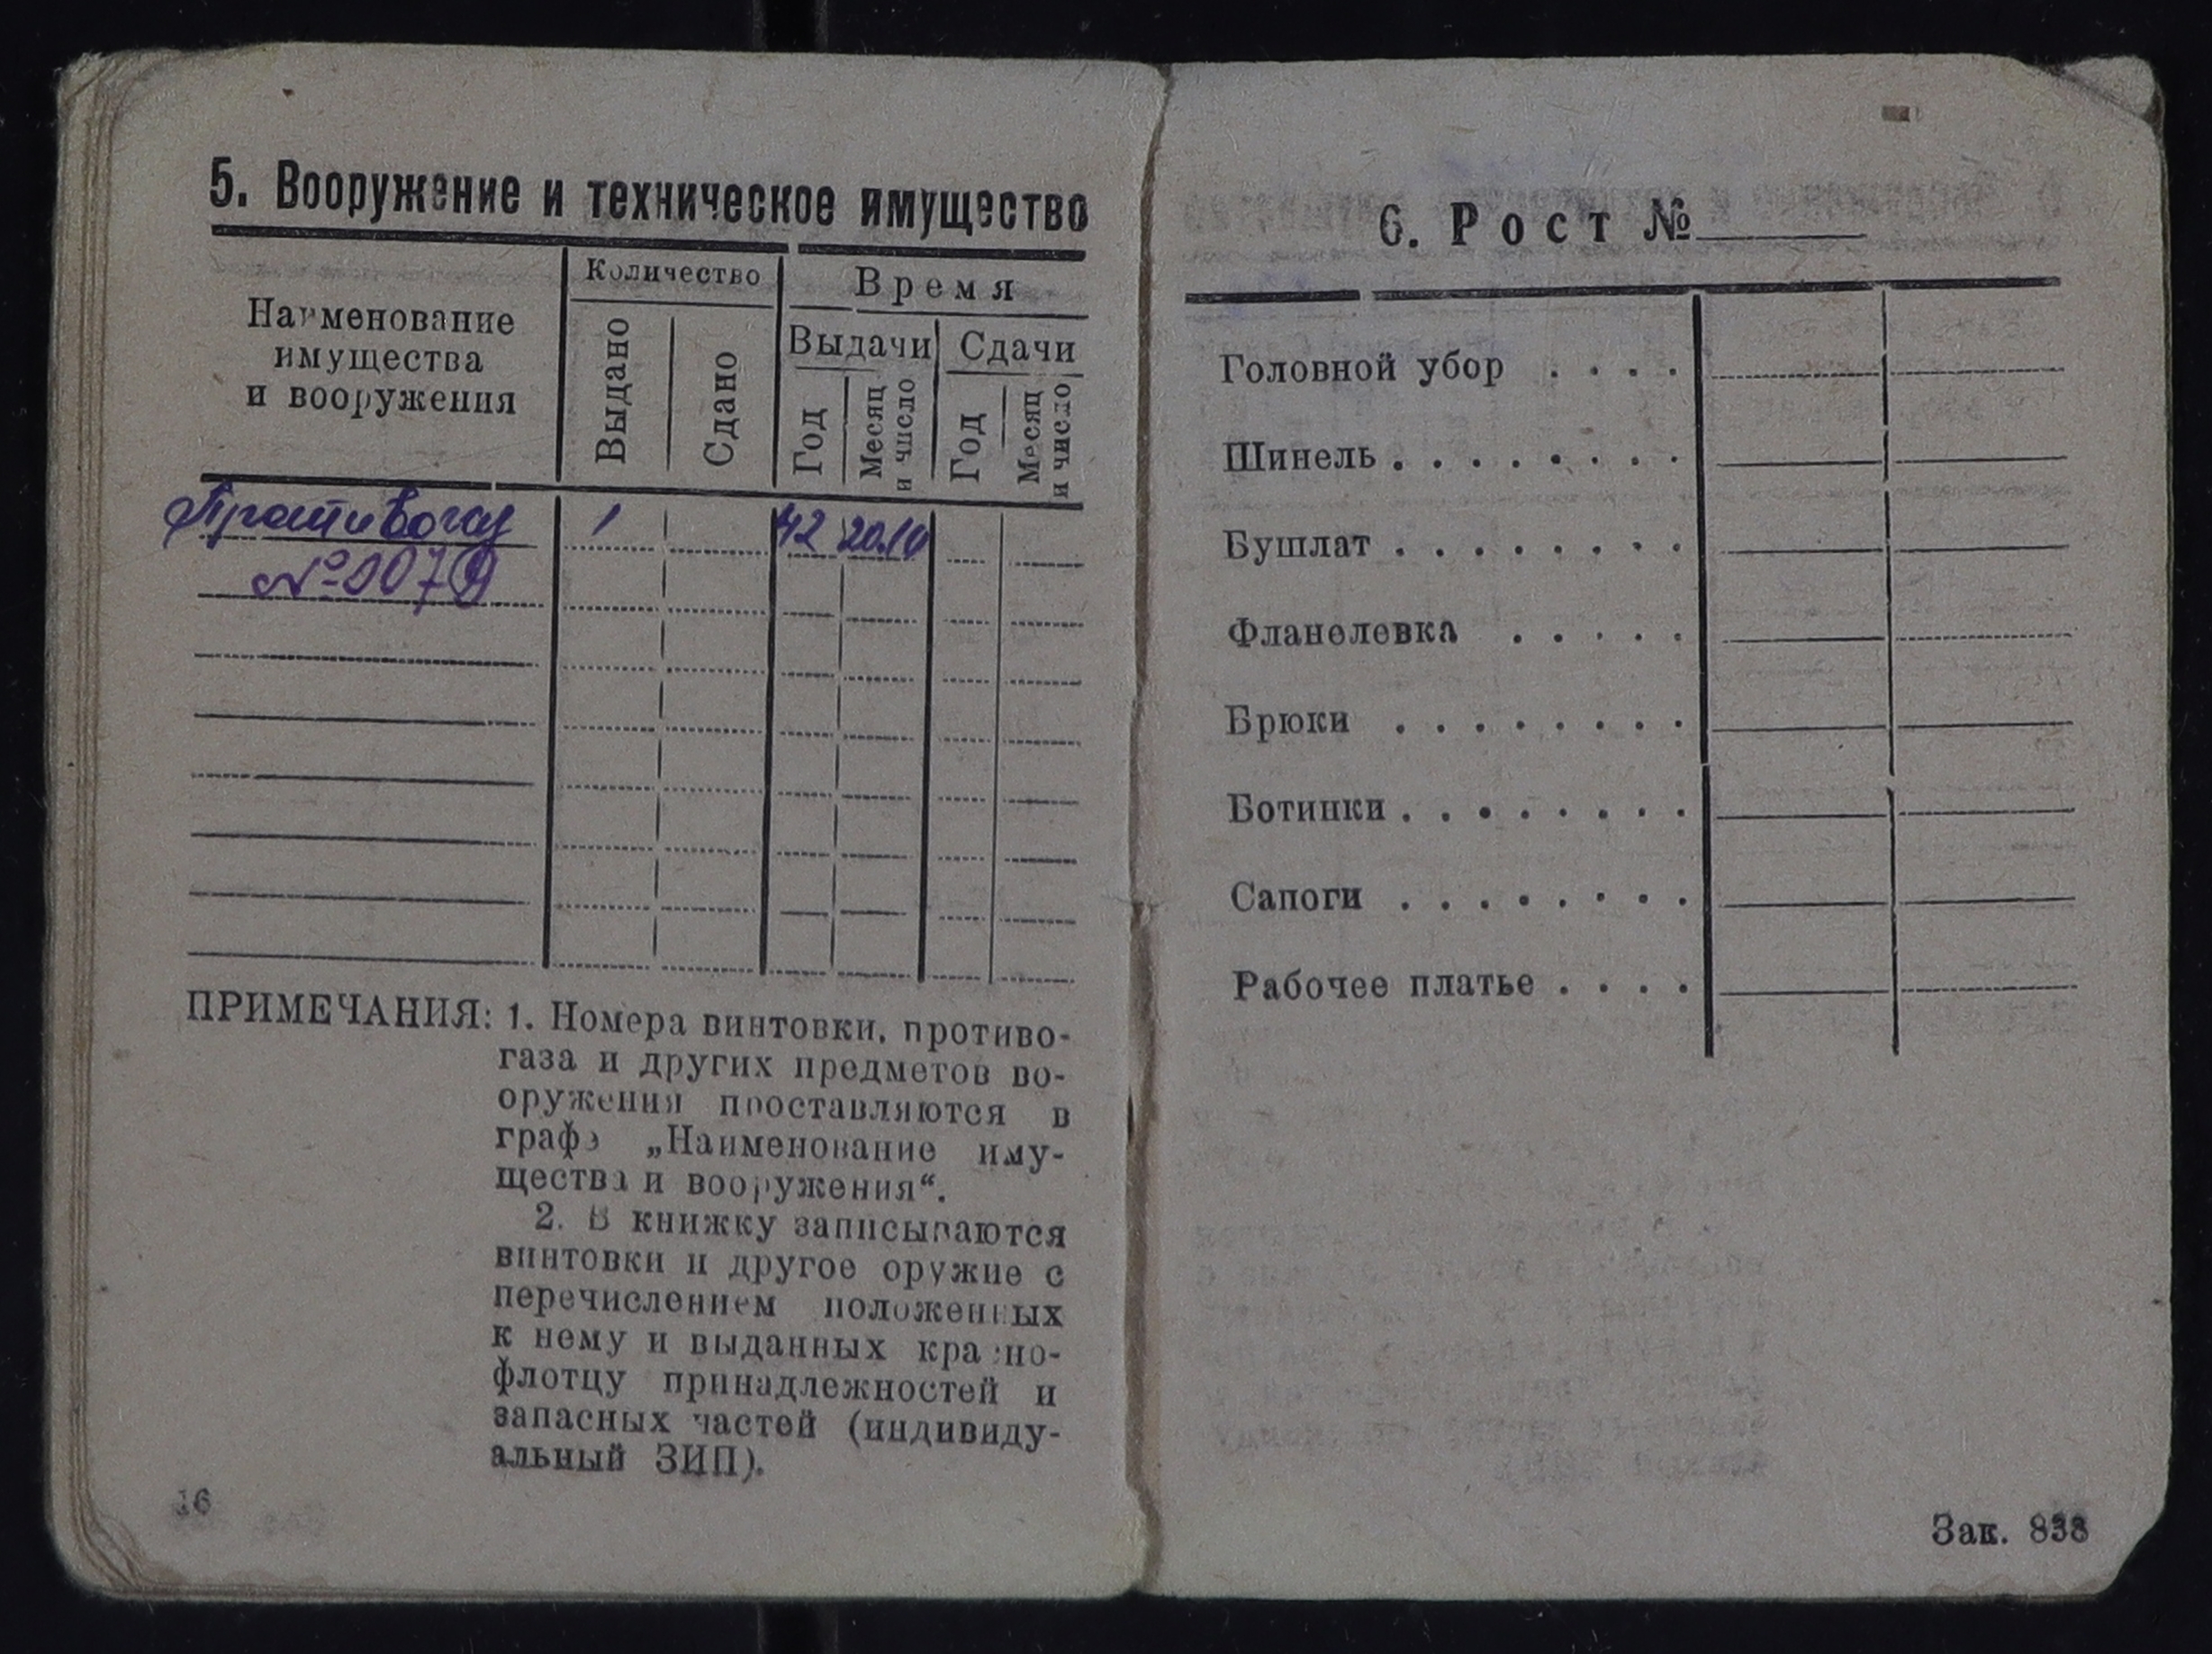 5. Вооружение и техническое имущество
Наименование
имущества
и вооружения
Количество
Выдано
Сдано
Время
Выдачи
Сдачи
Год
Месяц
и число
Год
Месяц
и число
Противогаз 1 42 20.10
№
ПРИМЕЧАНИЯ: 1. Номера винтовки, противо-
газа и других предметов во-
оружения проставляются в
графе „Наименование иму-
щества и вооружения“.
2. В книжку записываются
винтовки и другое оружие с
перечислением положенных
к нему и выданных красно-
флотцу принадлежностей и
запасных частей (индивиду-
альный ЗИП).
16
6. Рост №
Головной убор . . . .
Шинель . . . . . . . .
Бушлат . . . . . . . .
Фланелевка . . . . .
Брюки . . . . . . . .
Ботинки . . . . . . . .
Сапоги . . . . . . . .
Рабочее платье . . . .
Зак. 838